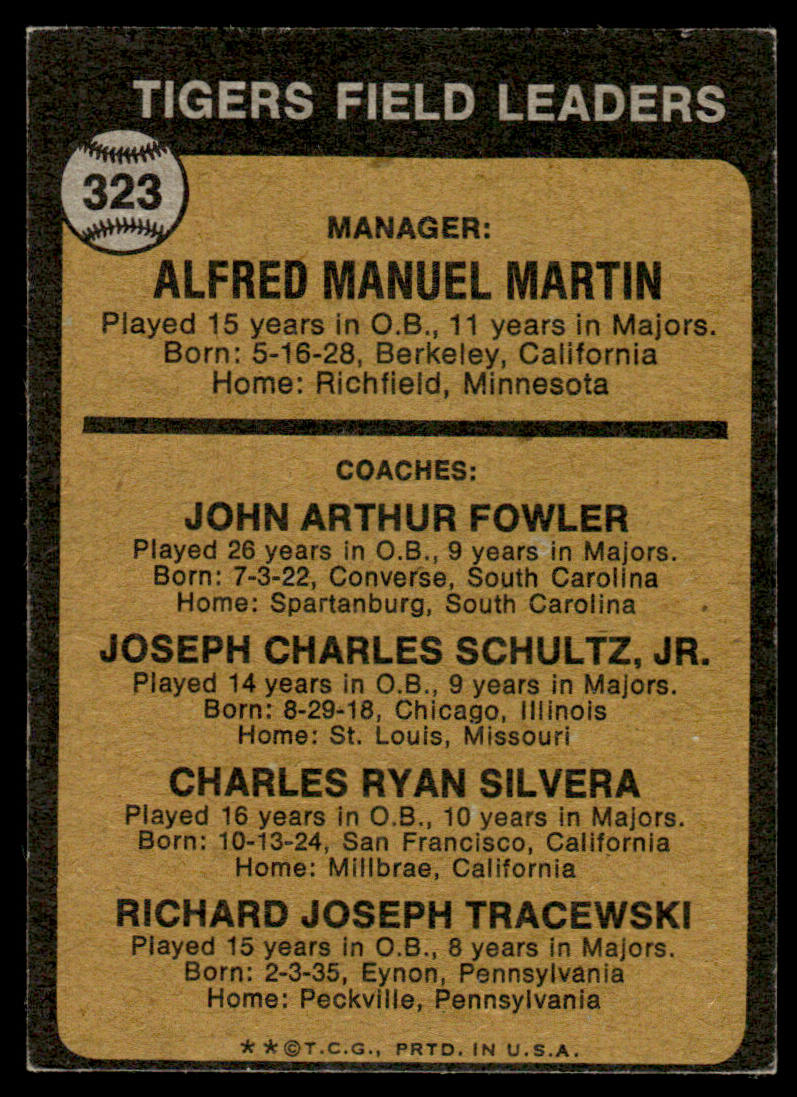 TIGERS FIELD LEADERS
323
MANAGER:
ALFRED MANUEL MARTIN
Played 15 years in O.B., 11 years in Majors.
Born: 5-16-28, Berkeley, California
Home: Richfield, Minnesota
COACHES:
JOHN ARTHUR FOWLER
Played 26 years in O.B., 9 years in Majors.
Born: 7-3-22, Converse, South Carolina
Home: Spartanburg, South Carolina
JOSEPH CHARLES SCHULTZ, JR.
Played 14 years in O.B., 9 years in Majors.
Born: 8-29-18, Chicago, Illinois
Home: St. Louis, Missouri
CHARLES RYAN SILVERA
Played 16 years in O.B., 10 years in Majors.
Born: 10-13-24, San Francisco, California
Home: Millbrae, California
RICHARD JOSEPH TRACEWSKI
Played 15 years in O.B., 8 years in Majors.
Born: 2-3-35, Eynon, Pennsylvania
Home: Peckville, Pennsylvania
**©T.C.G., PRTD. IN U.S.A.